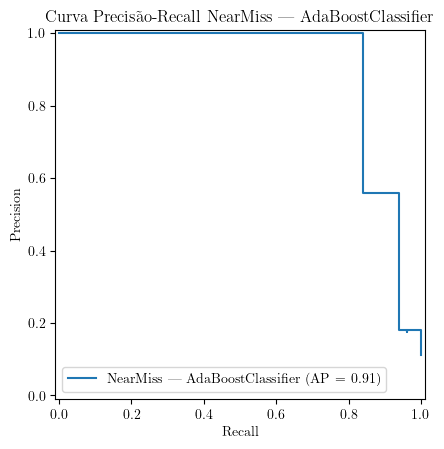 Curva Precisão-Recall NearMiss — AdaBoostClassifier
1.0
0.8
0.6
0.4
0.2
0.0
Precision
NearMiss — AdaBoostClassifier (AP = 0.91)
0.0 0.2 0.4 0.6 0.8 1.0
Recall